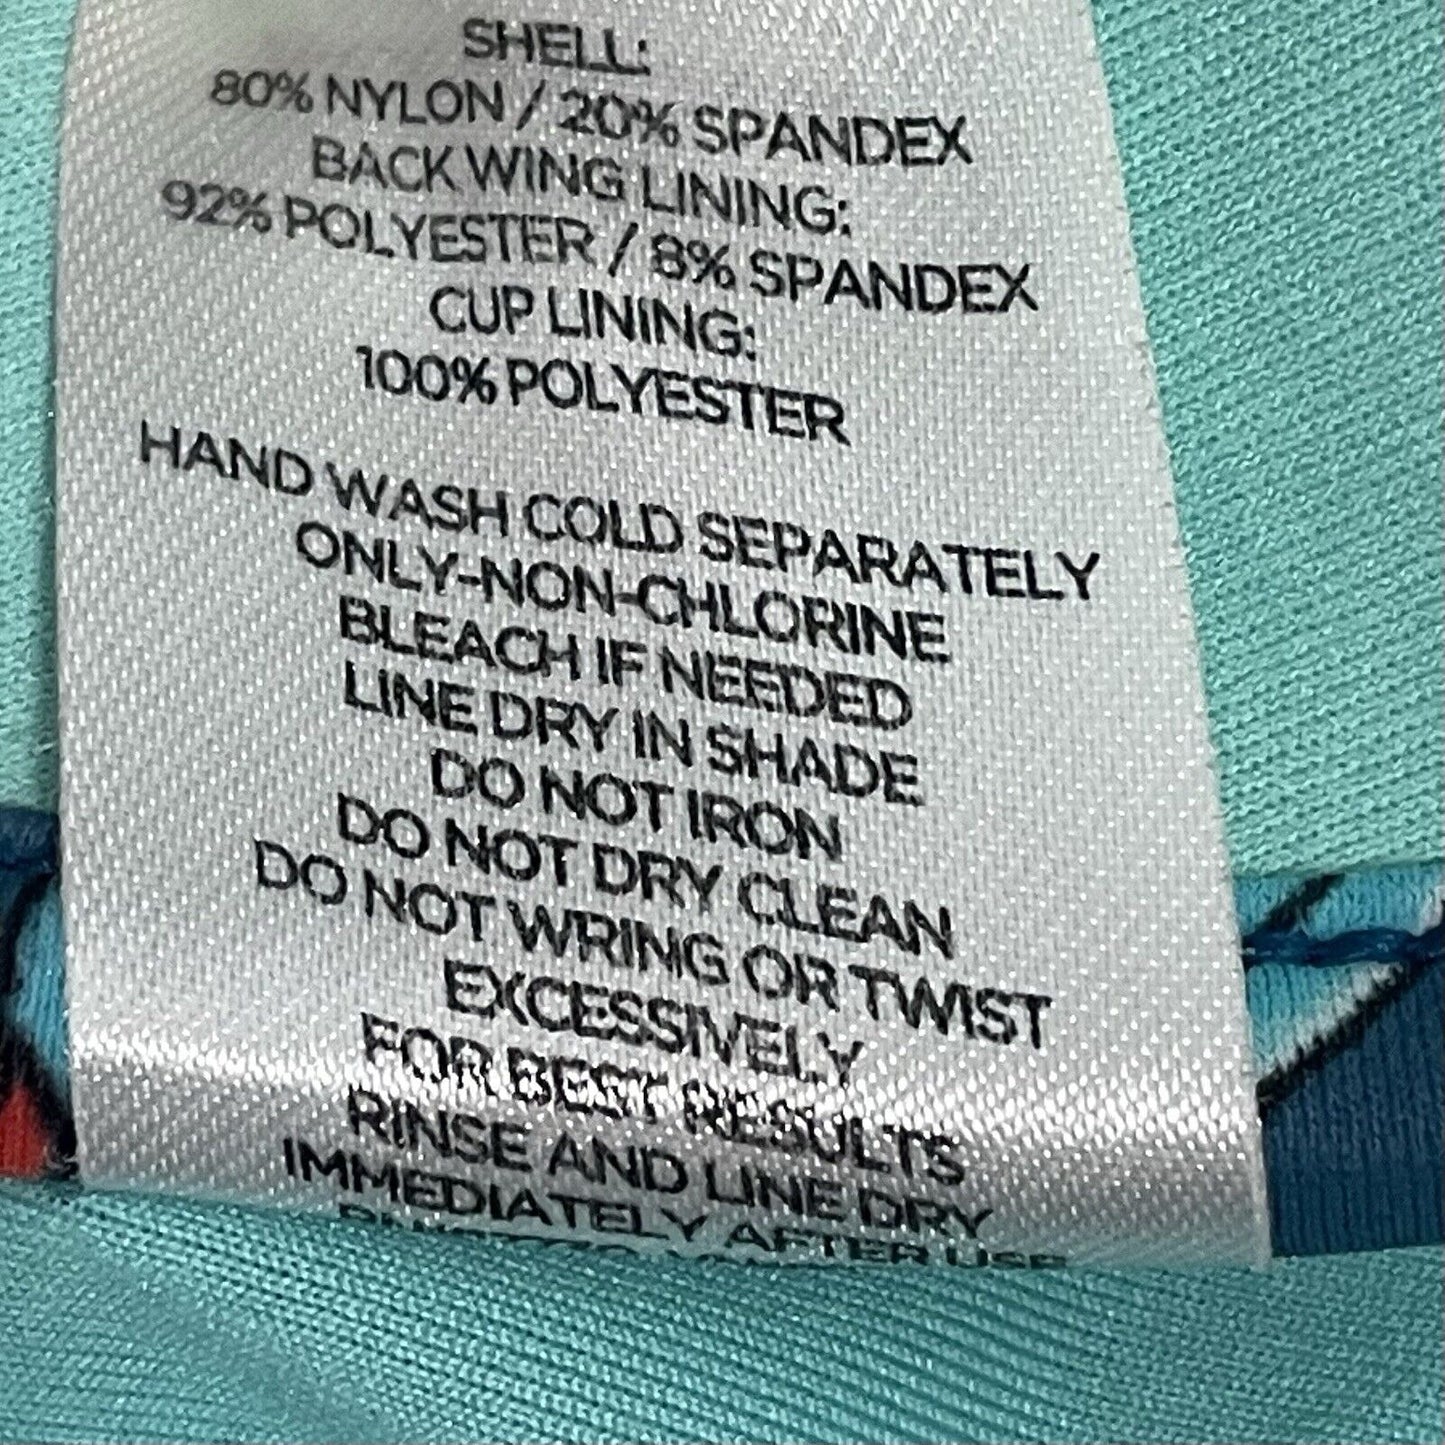 SHELL:
80% NYLON / 20% SPANDEX
BACK WING LINING:
92% POLYESTER / 8% SPANDEX
CUP LINING:
100% POLYESTER
HAND WASH COLD SEPARATELY
ONLY-NON-CHLORINE
BLEACH IF NEEDED
LINE DRY IN SHADE
DO NOT IRON
DO NOT DRY CLEAN
DO NOT WRING OR TWIST
EXCESSIVELY
FOR BEST RESULTS
RINSE AND LINE DRY
IMMEDIATELY AFTER USE